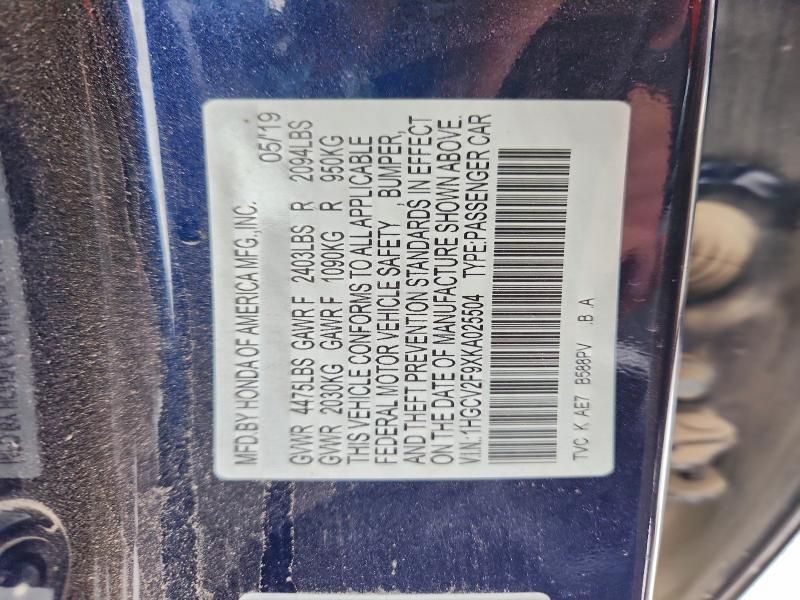 MFD.BY HONDA OF AMERICA MFG.,INC. 05/19
GVWR 4475LBS GAWR F 2403LBS R 2094LBS
GVWR 2030KG GAWR F 1090KG R 950KG
THIS VEHICLE CONFORMS TO ALL APPLICABLE
FEDERAL MOTOR VEHICLE SAFETY , BUMPER,
AND THEFT PREVENTION STANDARDS IN EFFECT
ON THE DATE OF MANUFACTURE SHOWN ABOVE.
V.I.N.:1HGCV2F9XKA025504 TYPE:PASSENGER CAR
TVC K AE7 B588PV .B A